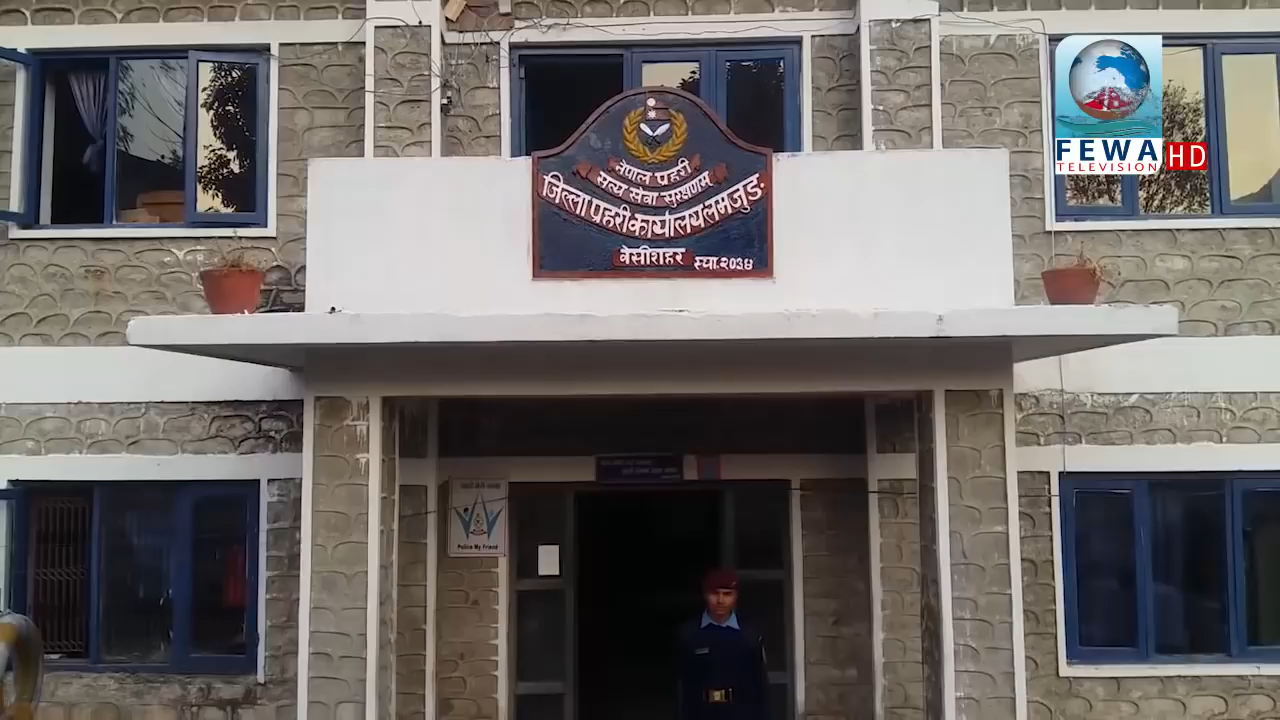 नेपाल प्रहरी
सत्य सेवा सुरक्षणम्
जिल्ला प्रहरी कार्यालय लमजुङ
बेसीशहर स्था.२०३४
FEWA
TELEVISION HD
Police My Friend